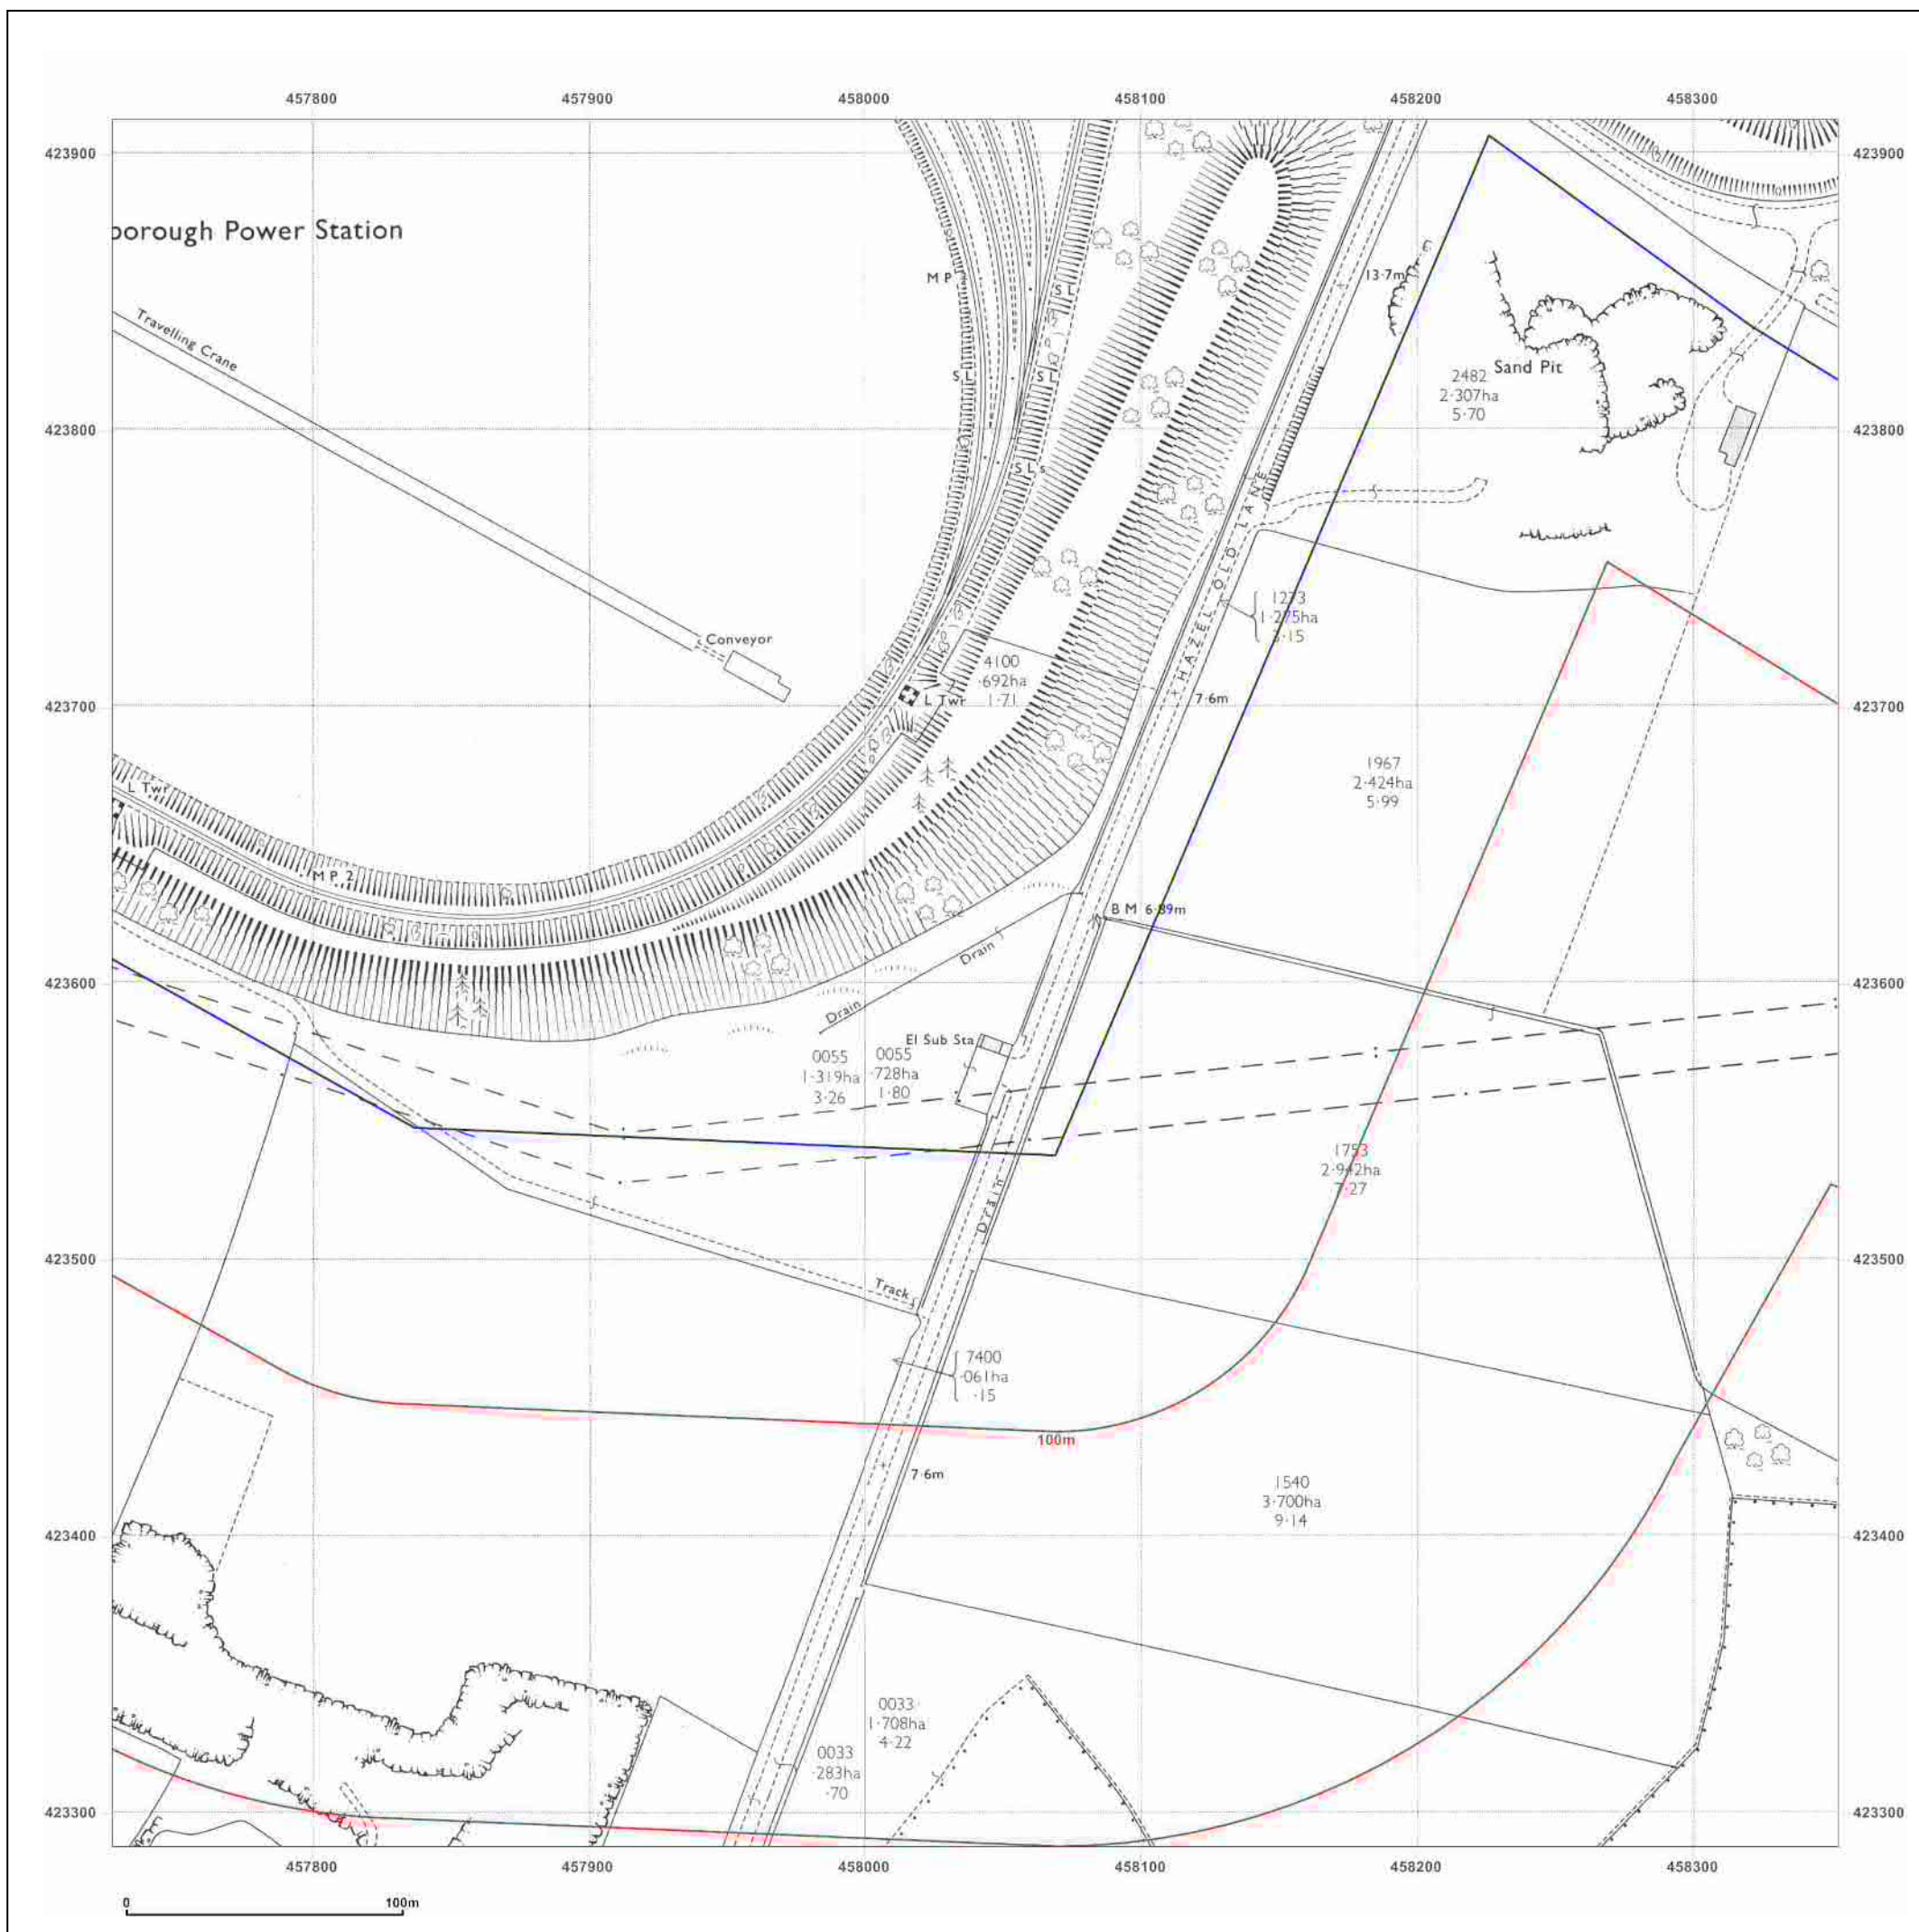 457800 457900 458000 458100 458200 458300
423900 423900
borough Power Station
M P
13·7m
S L
Travelling Crane
Sand Pit
S L
S L
2482
2·307ha
5·70
423800 423800
S Ls
HAZEL OLD LANE
1273
1·275ha
3·15
Conveyor
4100
·692ha
1·71
L Twr
7·6m
423700 423700
1967
2·424ha
5·99
L Twr
M P 2
B M 6·89m
Drain
423600 423600
Drain
El Sub Sta
0055
1·319ha
3·26
0055
·728ha
1·80
1753
2·942ha
7·27
Drain
423500 423500
Track
7400
·061ha
·15
100m
7·6m
1540
3·700ha
9·14
423400 423400
0033
1·708ha
4·22
0033
·283ha
·70
423300 423300
457800 457900 458000 458100 458200 458300
0 100m